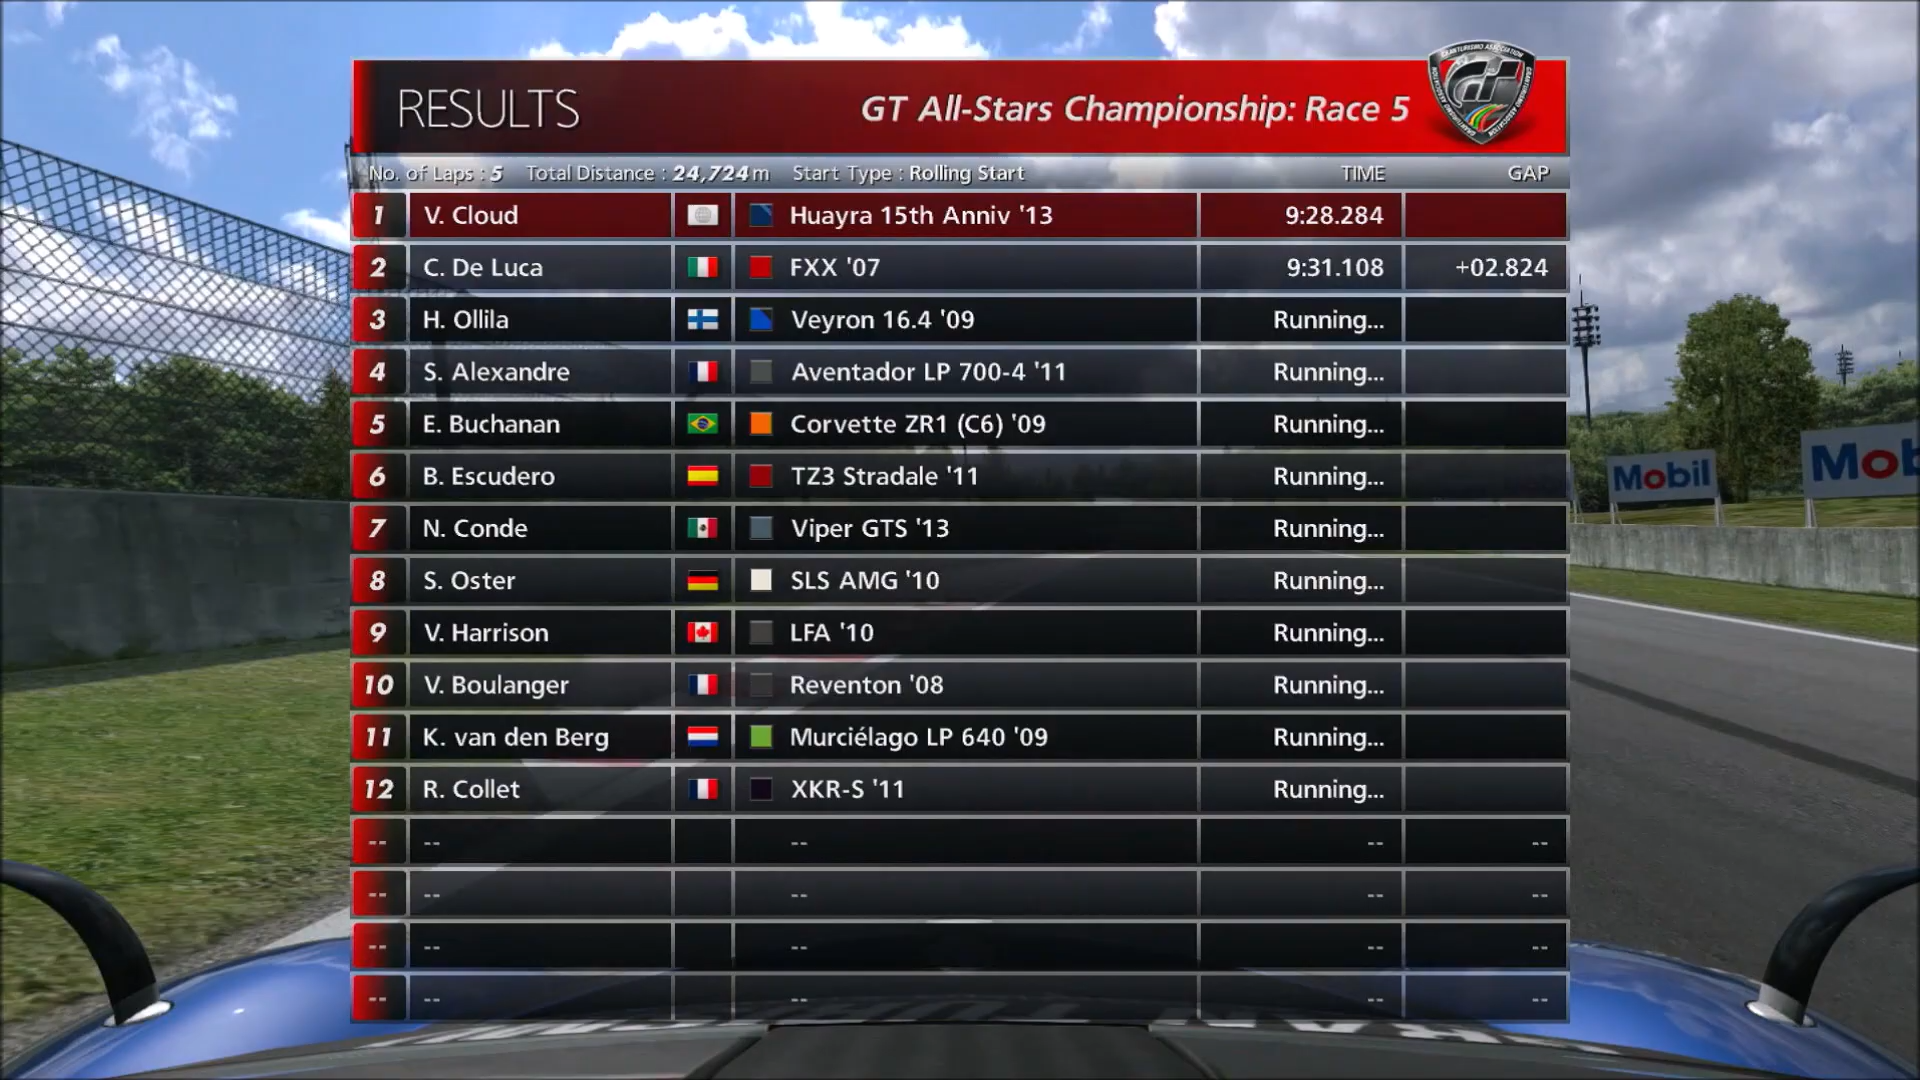 RESULTS GT All-Stars Championship: Race 5
No. of Laps : 5 Total Distance : 24,724 m Start Type : Rolling Start TIME GAP
1 V. Cloud Huayra 15th Anniv '13 9:28.284
2 C. De Luca FXX '07 9:31.108 +02.824
3 H. Ollila Veyron 16.4 '09 Running...
4 S. Alexandre Aventador LP 700-4 '11 Running...
5 E. Buchanan Corvette ZR1 (C6) '09 Running...
6 B. Escudero TZ3 Stradale '11 Running...
7 N. Conde Viper GTS '13 Running...
8 S. Oster SLS AMG '10 Running...
9 V. Harrison LFA '10 Running...
10 V. Boulanger Reventon '08 Running...
11 K. van den Berg Murciélago LP 640 '09 Running...
12 R. Collet XKR-S '11 Running...
-- -- -- -- --
-- -- -- -- --
-- -- -- -- --
-- -- -- -- --
Mobil
Mob